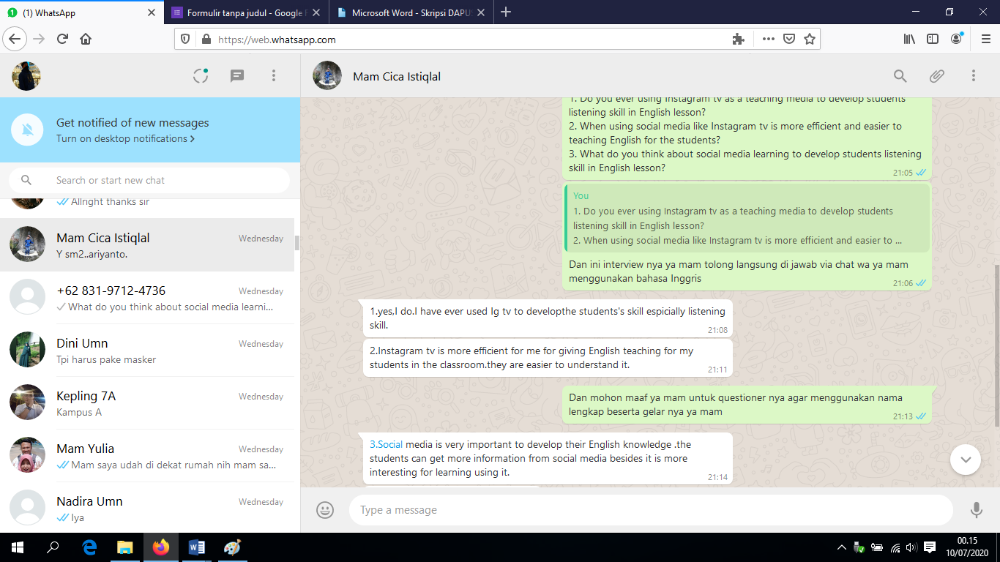 (1) WhatsApp
Formulir tanpa judul - Google F
Microsoft Word - Skripsi DAPUS
https://web.whatsapp.com
Get notified of new messages
Turn on desktop notifications >
Search or start new chat
Allright thanks sir
Mam Cica Istiqlal
Wednesday
Y sm2..ariyanto.
+62 831-9712-4736
Wednesday
What do you think about social media learni...
Dini Umn
Wednesday
Tpi harus pake masker
Kepling 7A
Wednesday
Kampus A
Mam Yulia
Wednesday
Mam saya udah di dekat rumah nih mam sa...
Nadira Umn
Wednesday
Iya
Mam Cica Istiqlal
1. Do you ever using Instagram tv as a teaching media to develop students
listening skill in English lesson?
2. When using social media like Instagram tv is more efficient and easier to
teaching English for the students?
3. What do you think about social media learning to develop students listening
skill in English lesson?
21:05
You
1. Do you ever using Instagram tv as a teaching media to develop students
listening skill in English lesson?
2. When using social media like Instagram tv is more efficient and easier to ...
Dan ini interview nya ya mam tolong langsung di jawab via chat wa ya mam
menggunakan bahasa Inggris
21:06
1.yes,I do.I have ever used Ig tv to developthe students's skill espicially listening
skill.
21:08
2.Instagram tv is more efficient for me for giving English teaching for my
students in the classroom.they are easier to understand it.
21:11
Dan mohon maaf ya mam untuk questioner nya agar menggunakan nama
lengkap beserta gelar nya ya mam
21:13
3.Social media is very important to develop their English knowledge .the
students can get more information from social media besides it is more
interesting for learning using it.
21:14
Type a message
00.15
10/07/2020